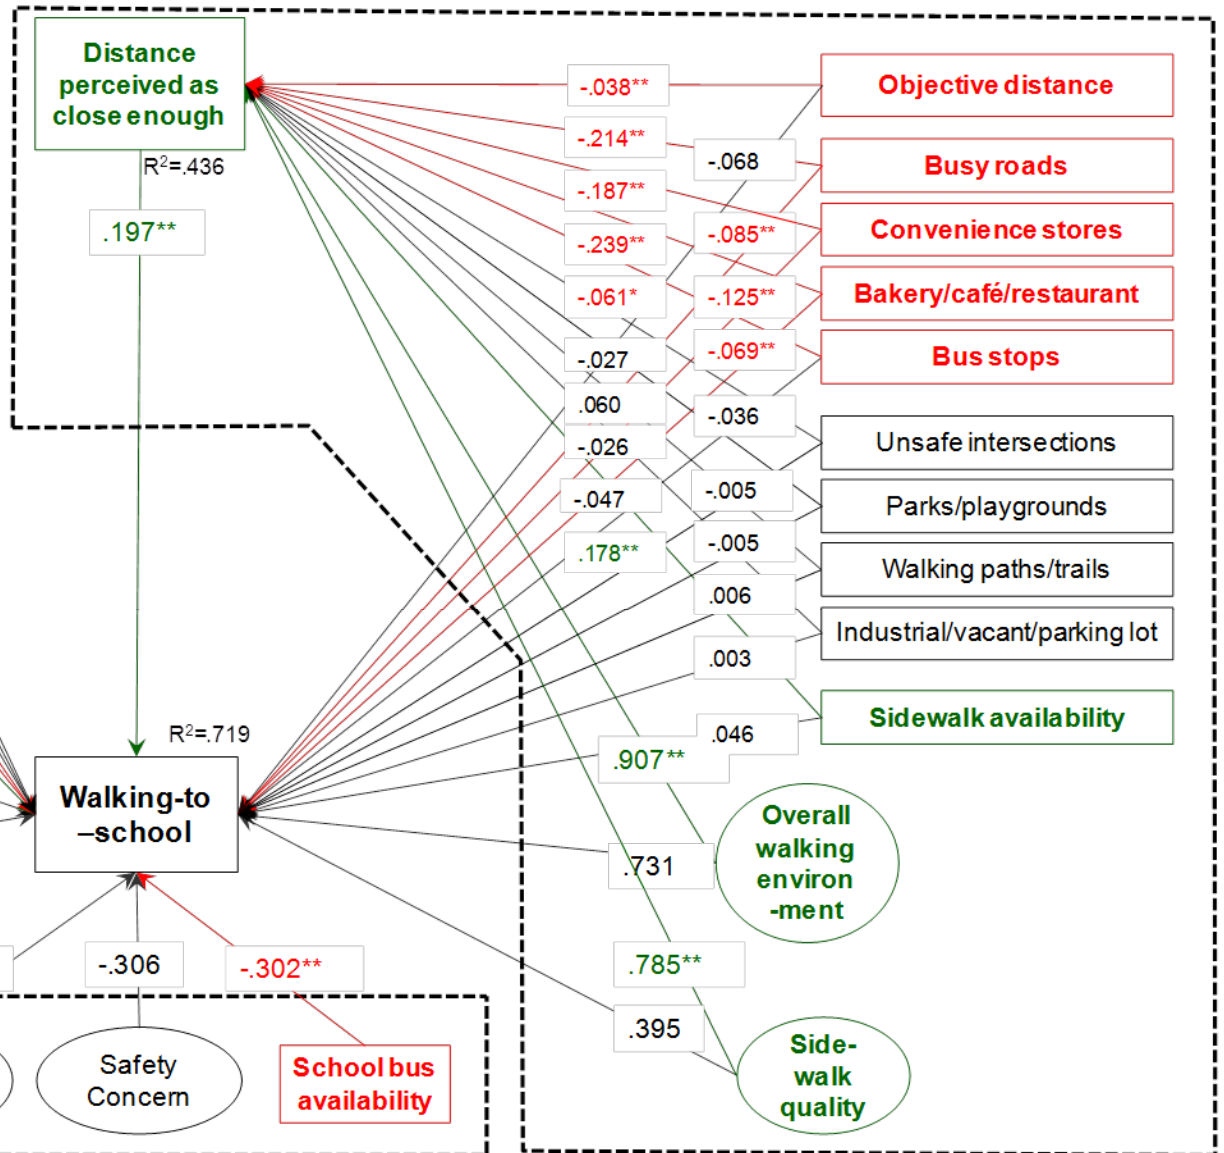 Distance
perceived as
close enough
R²=.436
.197**
-.038**
-.214**
-.187**
-.239**
-.061*
-.027
.060
-.026
-.047
.178**
-.068
-.085**
-.125**
-.069**
-.036
-.005
-.005
.006
.003
.046
.907**
.731
.785**
.395
Objective distance
Busy roads
Convenience stores
Bakery/café/restaurant
Bus stops
Unsafe intersections
Parks/playgrounds
Walking paths/trails
Industrial/vacant/parking lot
Sidewalk availability
Overall
walking
environ
-ment
Side-
walk
quality
R²=.719
Walking-to
–school
-.306
-.302**
Safety
Concern
School bus
availability